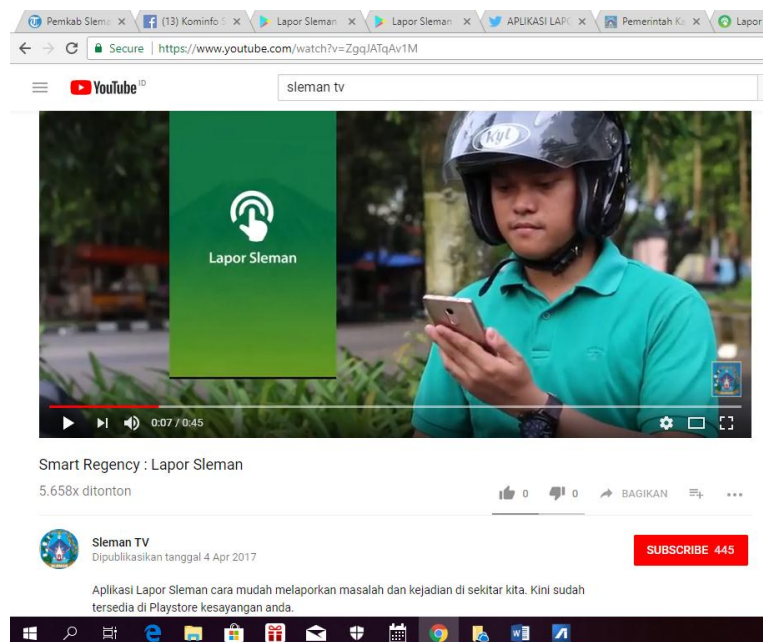 Pemkab Slema
(13) Kominfo S
Lapor Sleman
Lapor Sleman
APLIKASI LAPO
Pemerintah Ka
Lapor
Secure | https://www.youtube.com/watch?v=ZgqJATqAv1M
YouTube ID
sleman tv
Kyl
Lapor Sleman
0:07 / 0:45
Smart Regency : Lapor Sleman
5.658x ditonton
0 0 BAGIKAN
Sleman TV
Dipublikasikan tanggal 4 Apr 2017
SUBSCRIBE 445
Aplikasi Lapor Sleman cara mudah melaporkan masalah dan kejadian di sekitar kita. Kini sudah
tersedia di Playstore kesayangan anda.